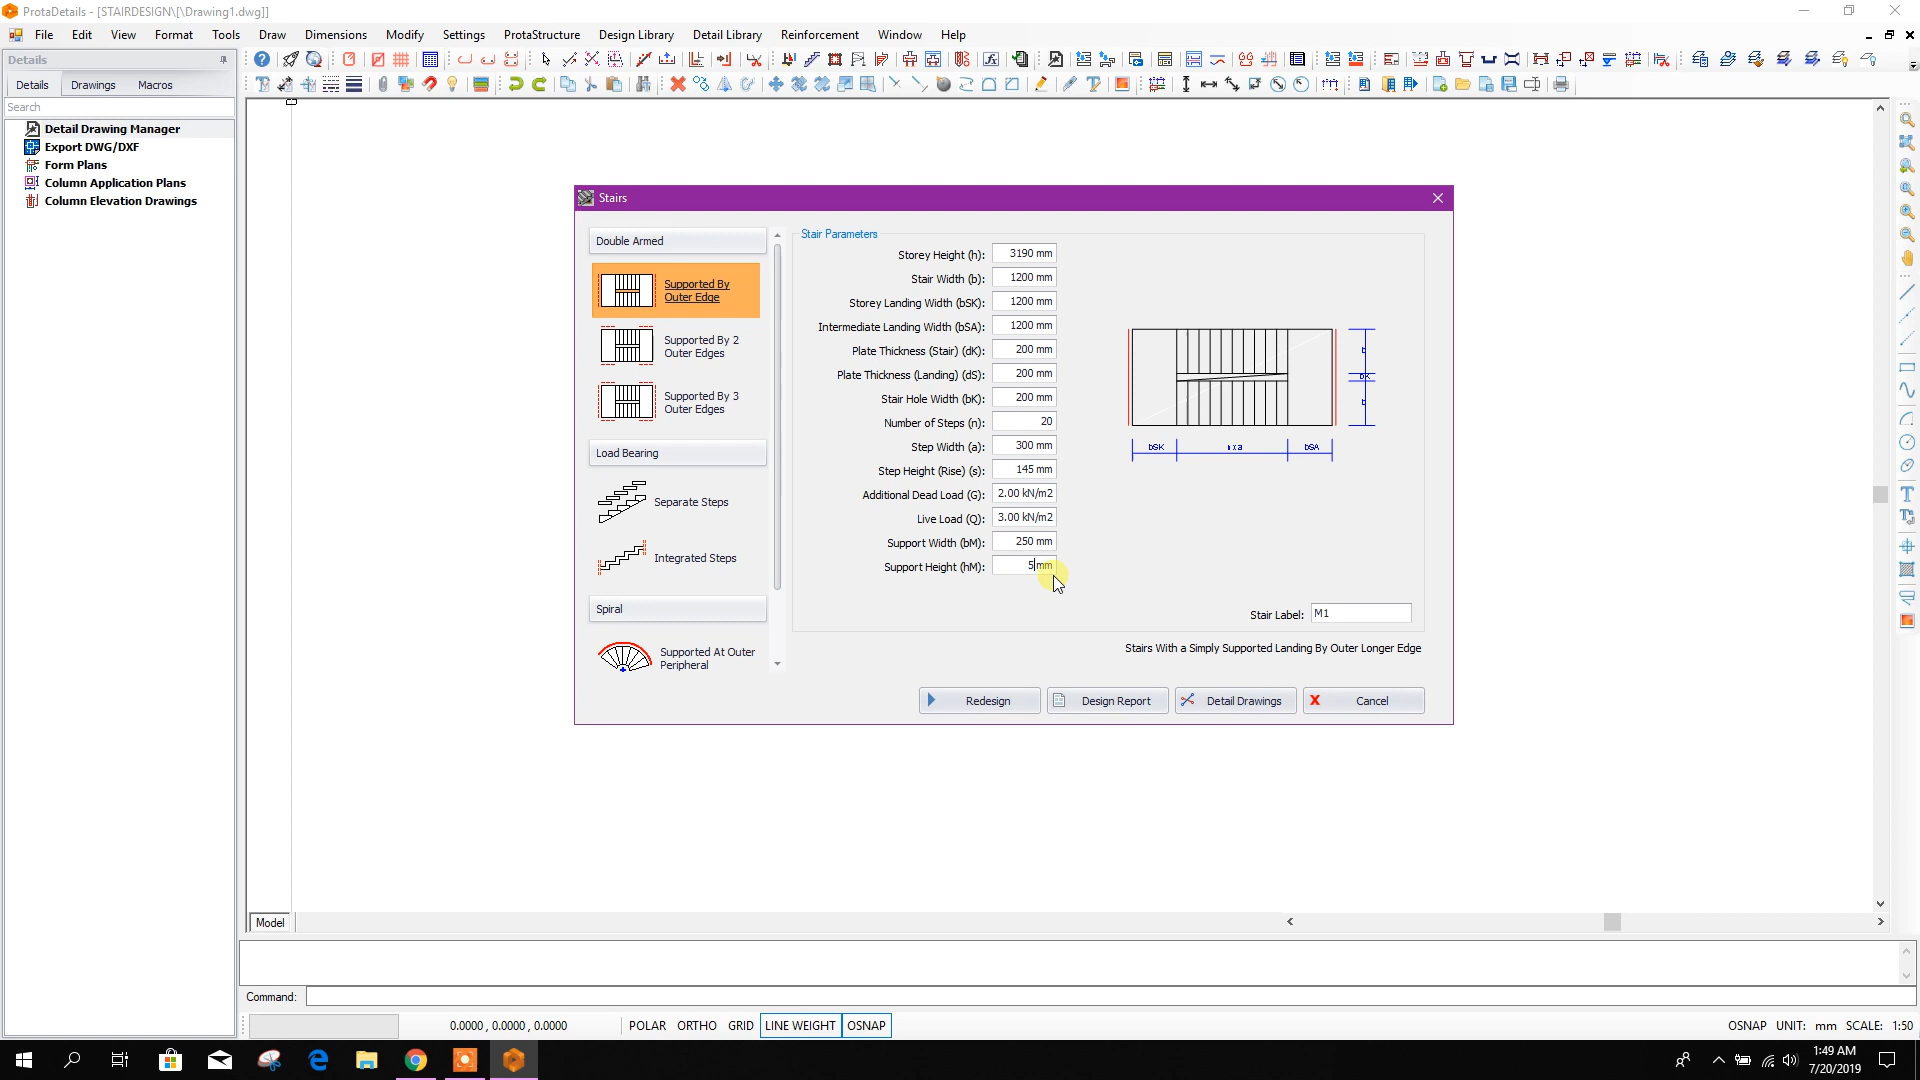 ProtaDetails - [STAIRDESIGN\[\Drawing1.dwg]]
File Edit View Format Tools Draw Dimensions Modify Settings ProtaStructure Design Library Detail Library Reinforcement Window Help
Details
Details Drawings Macros
Search
Detail Drawing Manager
Export DWG/DXF
Form Plans
Column Application Plans
Column Elevation Drawings
Stairs
Double Armed
Supported By
Outer Edge
Supported By 2
Outer Edges
Supported By 3
Outer Edges
Load Bearing
Separate Steps
Integrated Steps
Spiral
Supported At Outer
Peripheral
Stair Parameters
Storey Height (h): 3190 mm
Stair Width (b): 1200 mm
Storey Landing Width (bSK): 1200 mm
Intermediate Landing Width (bSA): 1200 mm
Plate Thickness (Stair) (dK): 200 mm
Plate Thickness (Landing) (dS): 200 mm
Stair Hole Width (bK): 200 mm
Number of Steps (n): 20
Step Width (a): 300 mm
Step Height (Rise) (s): 145 mm
Additional Dead Load (G): 2.00 kN/m2
Live Load (Q): 3.00 kN/m2
Support Width (bM): 250 mm
Support Height (hM): 5 mm
b
bK
b
bSK n x a bSA
Stair Label: M1
Stairs With a Simply Supported Landing By Outer Longer Edge
Redesign Design Report Detail Drawings Cancel
Model
Command:
0.0000 , 0.0000 , 0.0000 POLAR ORTHO GRID LINE WEIGHT OSNAP
OSNAP UNIT: mm SCALE: 1:50
1:49 AM
7/20/2019